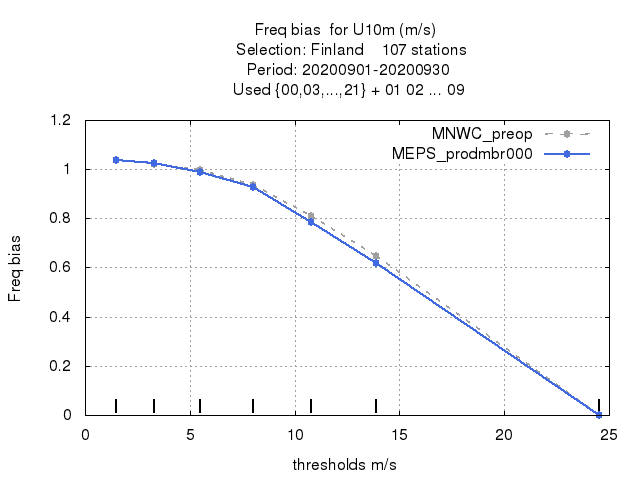 Freq bias  for U10m (m/s)
Selection: Finland    107 stations
Period: 20200901-20200930
Used {00,03,...,21} + 01 02 ... 09
MNWC_preop
MEPS_prodmbr000
Freq bias
1.2
1
0.8
0.6
0.4
0.2
0
0 5 10 15 20 25
thresholds m/s